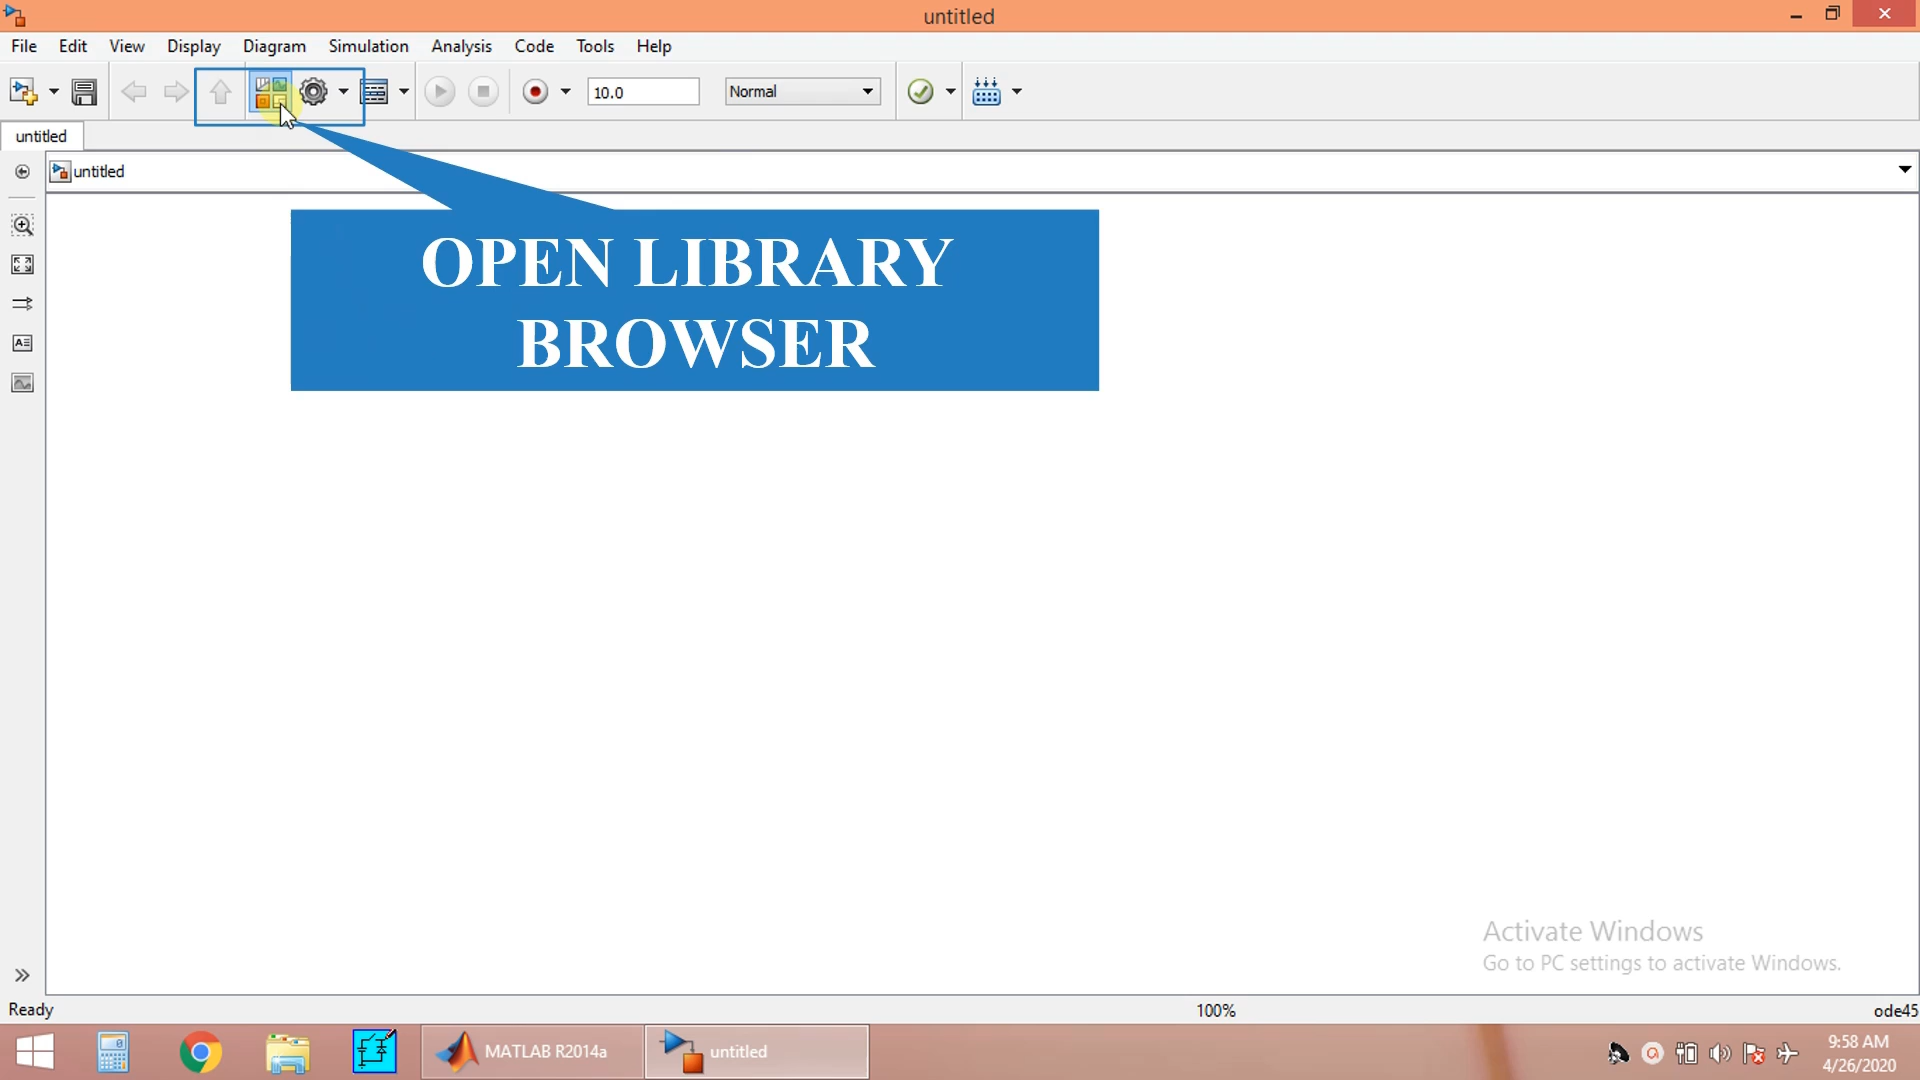 untitled
File Edit View Display Diagram Simulation Analysis Code Tools Help
10.0 Normal
untitled
untitled
OPEN LIBRARY
BROWSER
Activate Windows
Go to PC settings to activate Windows.
Ready 100% ode45
MATLAB R2014a untitled
9:58 AM
4/26/2020